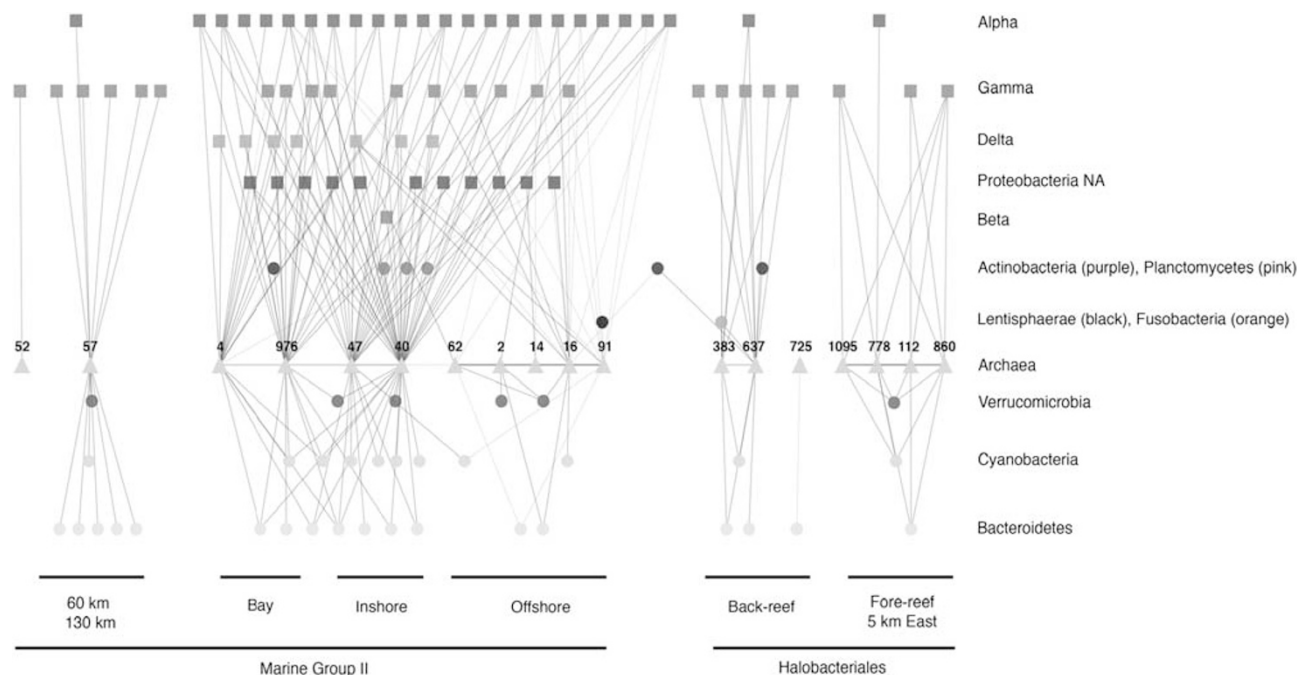 Alpha
Gamma
Delta
Proteobacteria NA
Beta
Actinobacteria (purple), Planctomycetes (pink)
Lentisphaerae (black), Fusobacteria (orange)
52 57 4 976 47 40 62 2 14 16 91 383 637 725 1095 778 112 860
Archaea
Verrucomicrobia
Cyanobacteria
Bacteroidetes
60 km
130 km
Bay
Inshore
Offshore
Back-reef
Fore-reef
5 km East
Marine Group II
Halobacteriales